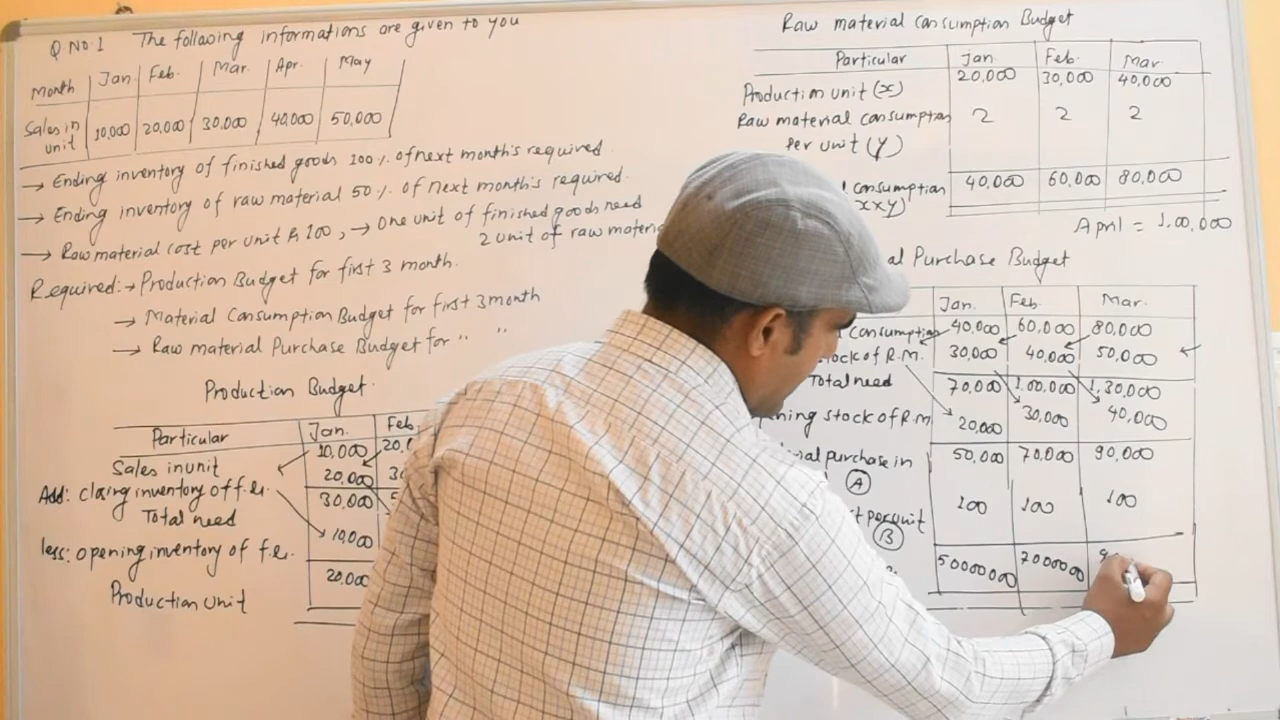 Q.No.1 The following informations are given to you
Month Jan. Feb. Mar. Apr. May
Sales in unit 10,000 20,000 30,000 40,000 50,000
→ Ending inventory of finished goods 100% of next month's required.
→ Ending inventory of raw material 50% of next month's required.
→ Raw material cost per unit Rs 100, → One unit of finished goods need
2 unit of raw materi
Required:→ Production Budget for first 3 month.
→ Material Consumption Budget for first 3 month
→ Raw material Purchase Budget for " "
Production Budget
Particular Jan. Feb
Sales in unit 10,000 20,0
Add: closing inventory of f.g. 20,000 30
Total need 30,000 5
less: opening inventory of f.g. 10,000
Production Unit 20,000
Raw material Consumption Budget
Particular Jan. Feb. Mar.
Production unit (x) 20,000 30,000 40,000
Raw material consumption 2 2 2
per unit (y)
consumption 40,000 60,000 80,000
x×y)
April = 1,00,000
al Purchase Budget
Jan. Feb. Mar.
consumption 40,000 60,000 80,000
tock of R.M. 30,000 40,000 50,000
Total need 70,000 1,00,000 1,30,000
ning stock of R.M. 20,000 30,000 40,000
purchase in 50,000 70,000 90,000
(A)
t per unit 100 100 100
(B)
5000000 7000000 9